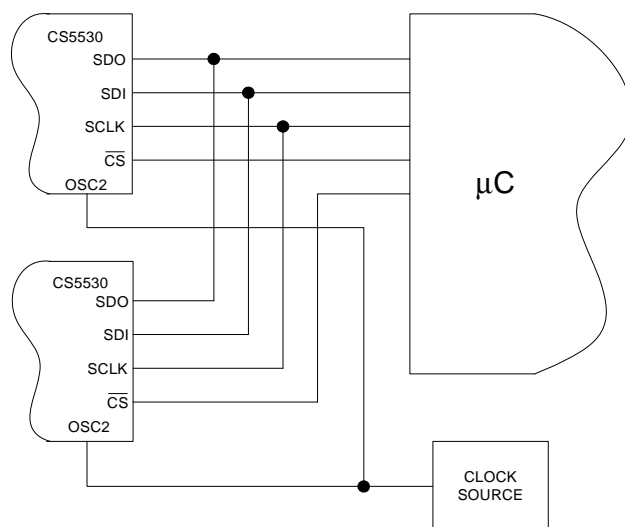 CS5530
SDO
SDI
SCLK
CS
OSC2
μC
CS5530
SDO
SDI
SCLK
CS
OSC2
CLOCK
SOURCE